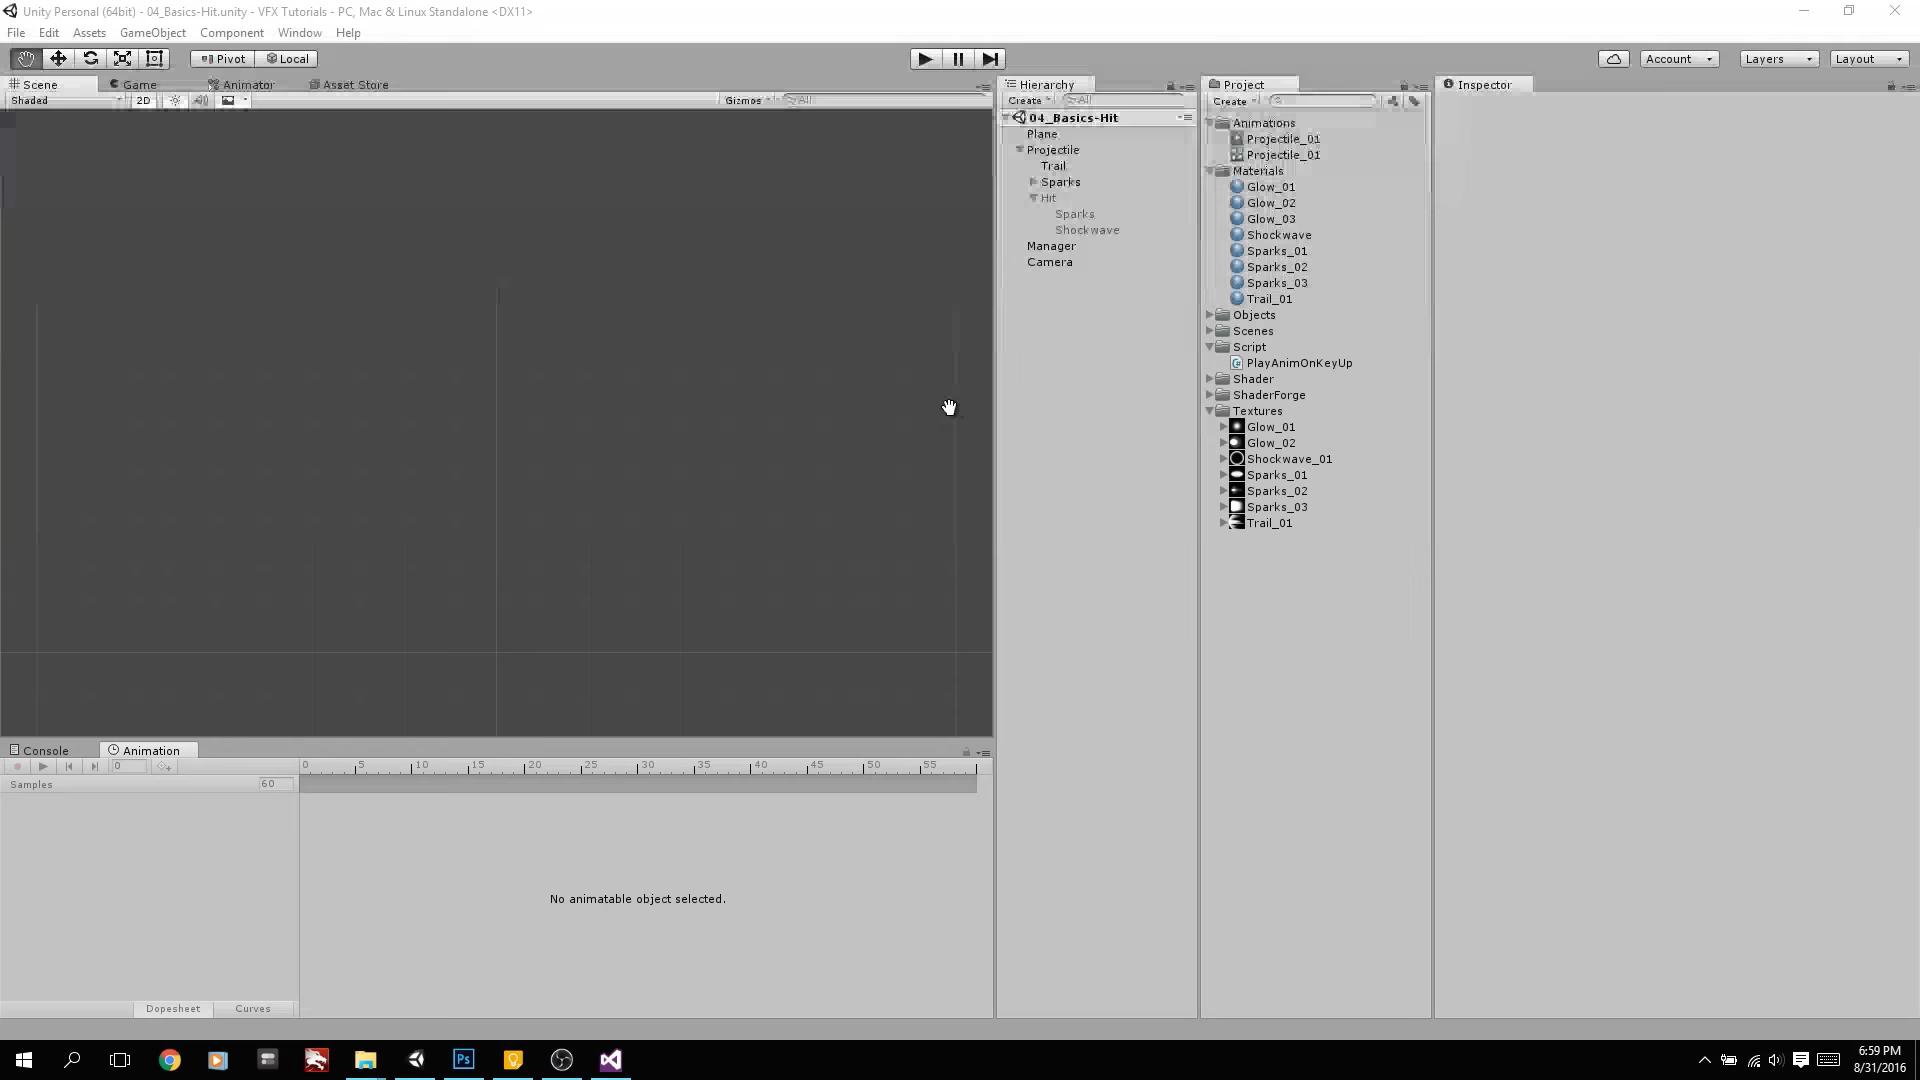 Unity Personal (64bit) - 04_Basics-Hit.unity - VFX Tutorials - PC, Mac & Linux Standalone <DX11>
File Edit Assets GameObject Component Window Help
Pivot Local Account Layers Layout
Scene Game Animator Asset Store
Shaded 2D Gizmos All
Hierarchy
Create All
04_Basics-Hit
Plane
Projectile
Trail
Sparks
Hit
Sparks
Shockwave
Manager
Camera
Project
Create
Animations
Projectile_01
Projectile_01
Materials
Glow_01
Glow_02
Glow_03
Shockwave
Sparks_01
Sparks_02
Sparks_03
Trail_01
Objects
Scenes
Script
PlayAnimOnKeyUp
Shader
ShaderForge
Textures
Glow_01
Glow_02
Shockwave_01
Sparks_01
Sparks_02
Sparks_03
Trail_01
Inspector
Console Animation
0 0 5 10 15 20 25 30 35 40 45 50 55
Samples 60
No animatable object selected.
Dopesheet Curves
Ps
6:59 PM
8/31/2016